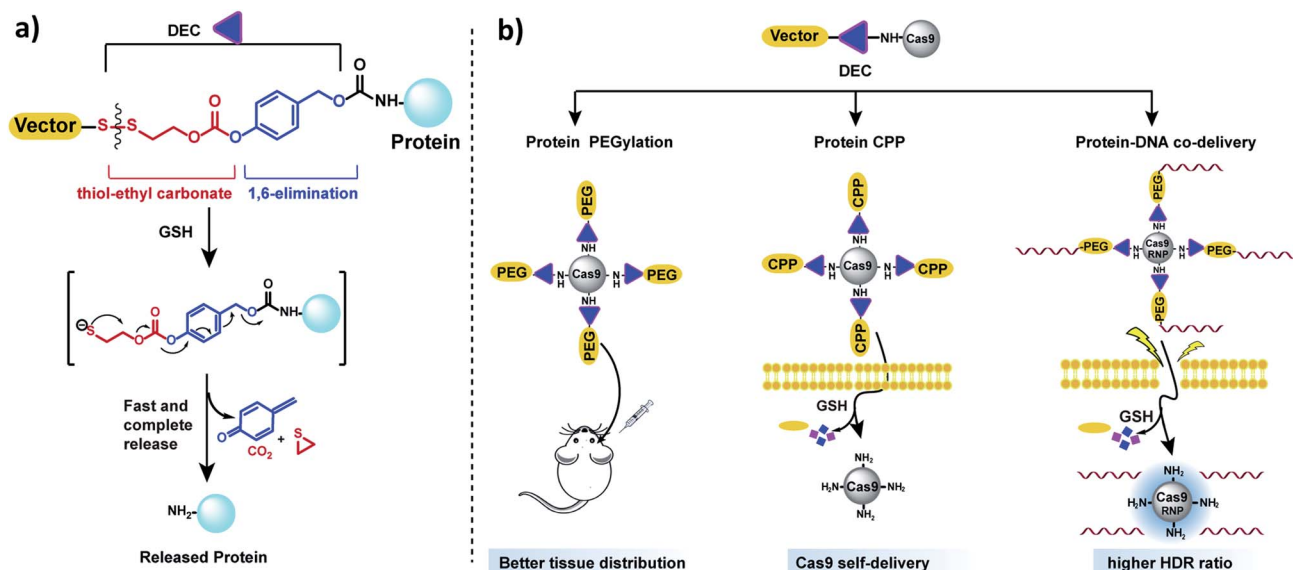 a)
DEC
Vector
S
S
O
O
O
O
O
NH
Protein
thiol-ethyl carbonate
1,6-elimination
GSH
⊖
S
O
O
O
O
O
NH
Fast and
complete
release
O
CO2
+
S
NH2
Released Protein
b)
Vector
NH
Cas9
DEC
Protein PEGylation
PEG
NH
PEG
N
H
Cas9
N
H
PEG
NH
PEG
Better tissue distribution
Protein CPP
CPP
NH
CPP
N
H
Cas9
N
H
CPP
NH
CPP
GSH
NH2
H2N
Cas9
NH2
NH2
Cas9 self-delivery
Protein-DNA co-delivery
PEG
NH
PEG
N
H
Cas9
RNP
N
H
PEG
NH
PEG
GSH
NH2
H2N
Cas9
RNP
NH2
NH2
higher HDR ratio